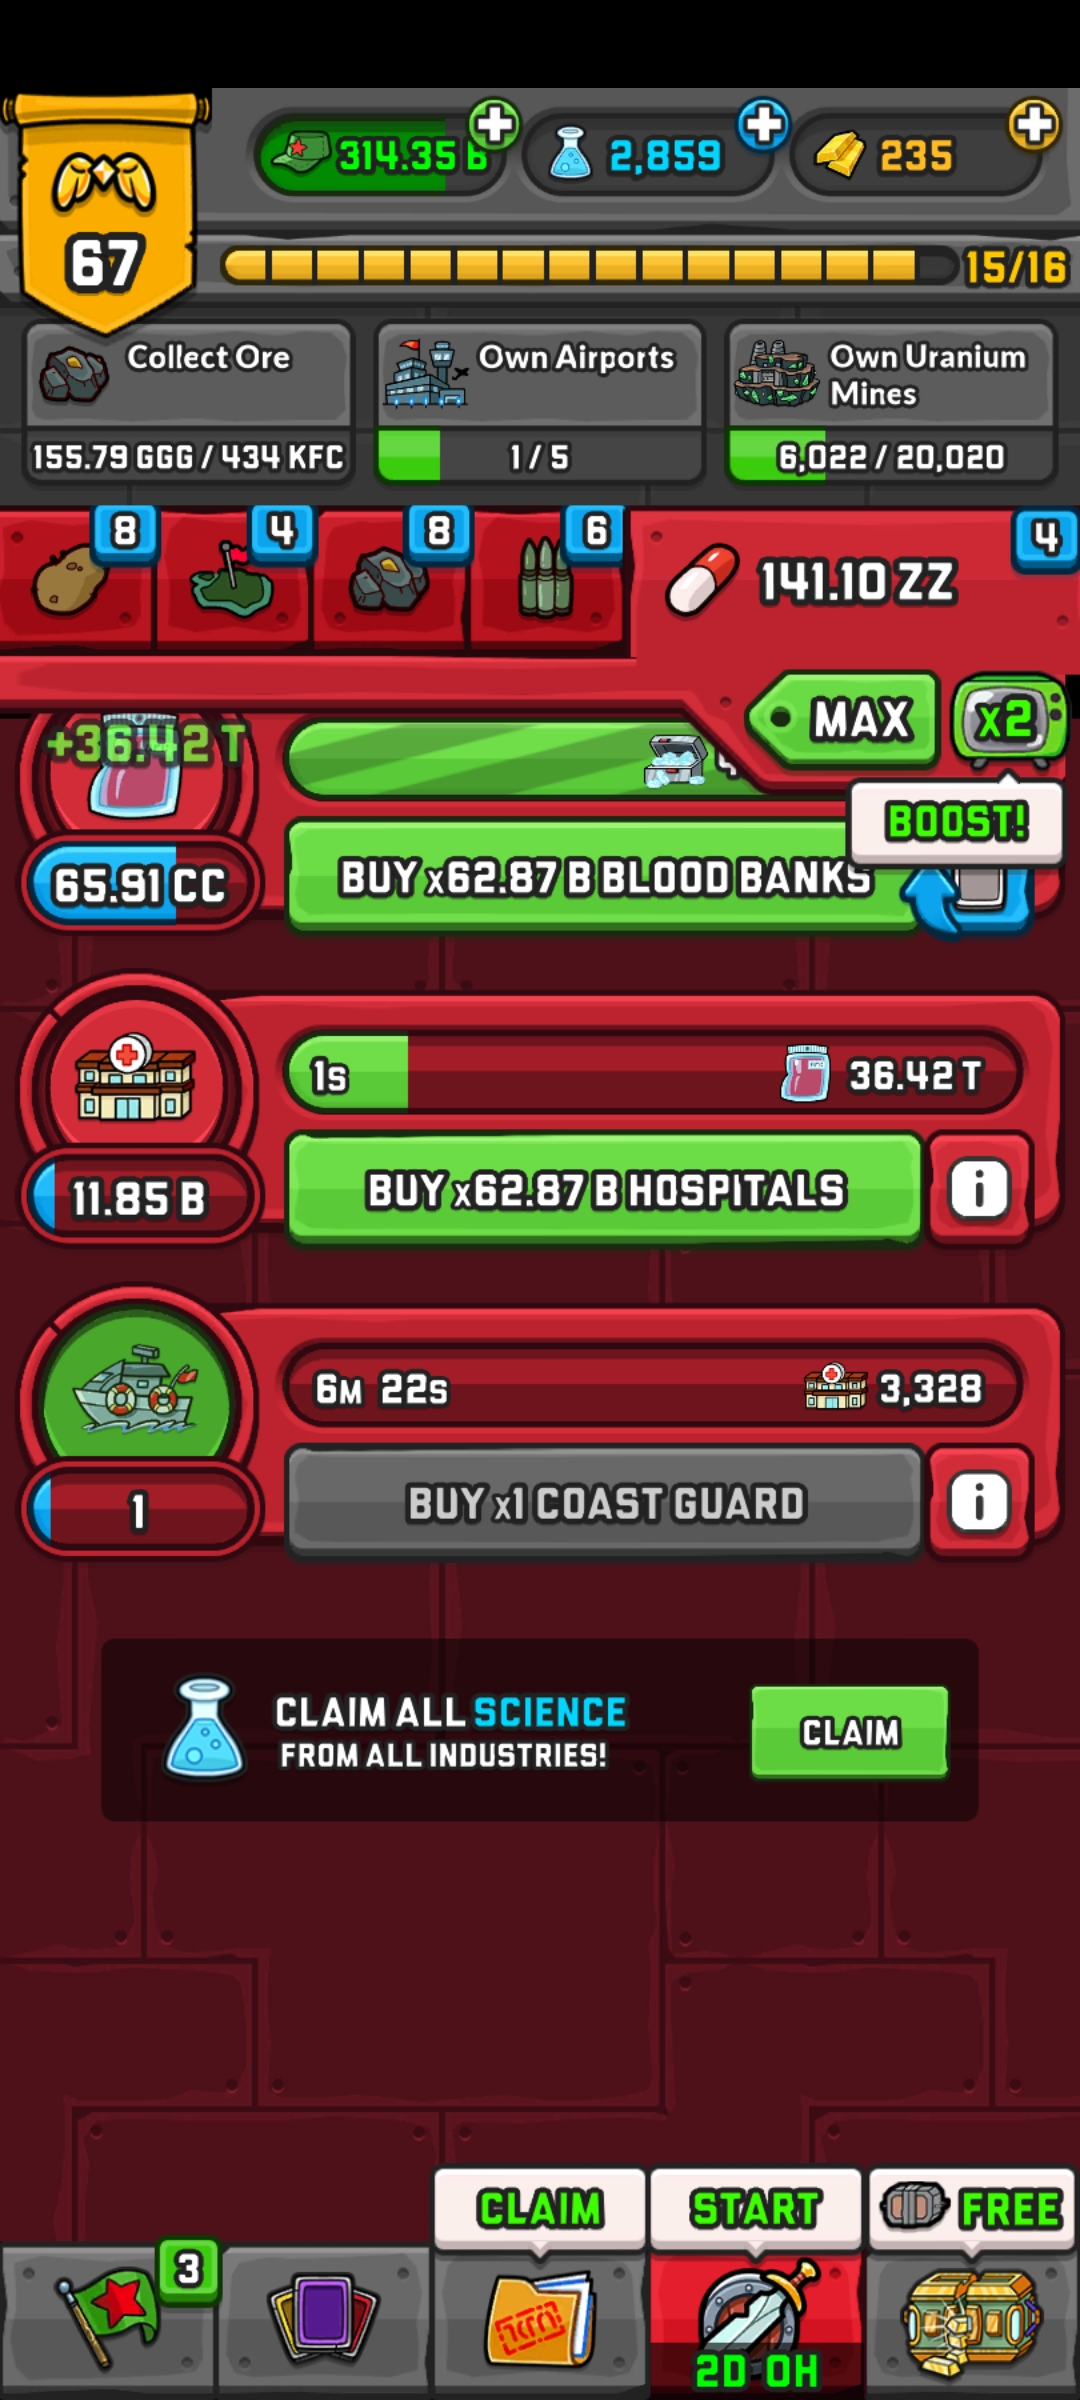 314.35 B
2,859
235
67
15/16
Collect Ore
Own Airports
Own Uranium
Mines
155.79 GGG / 434 KFC
1 / 5
6,022 / 20,020
8
4
8
6
141.10 ZZ
4
MAX
x2
+36.42 T
BOOST!
65.91 CC
BUY x62.87 B BLOOD BANKS
1s
36.42 T
11.85 B
BUY x62.87 B HOSPITALS
i
6M 22s
3,328
1
BUY x1 COAST GUARD
i
CLAIM ALL SCIENCE
FROM ALL INDUSTRIES!
CLAIM
CLAIM
START
FREE
3
2D 0H